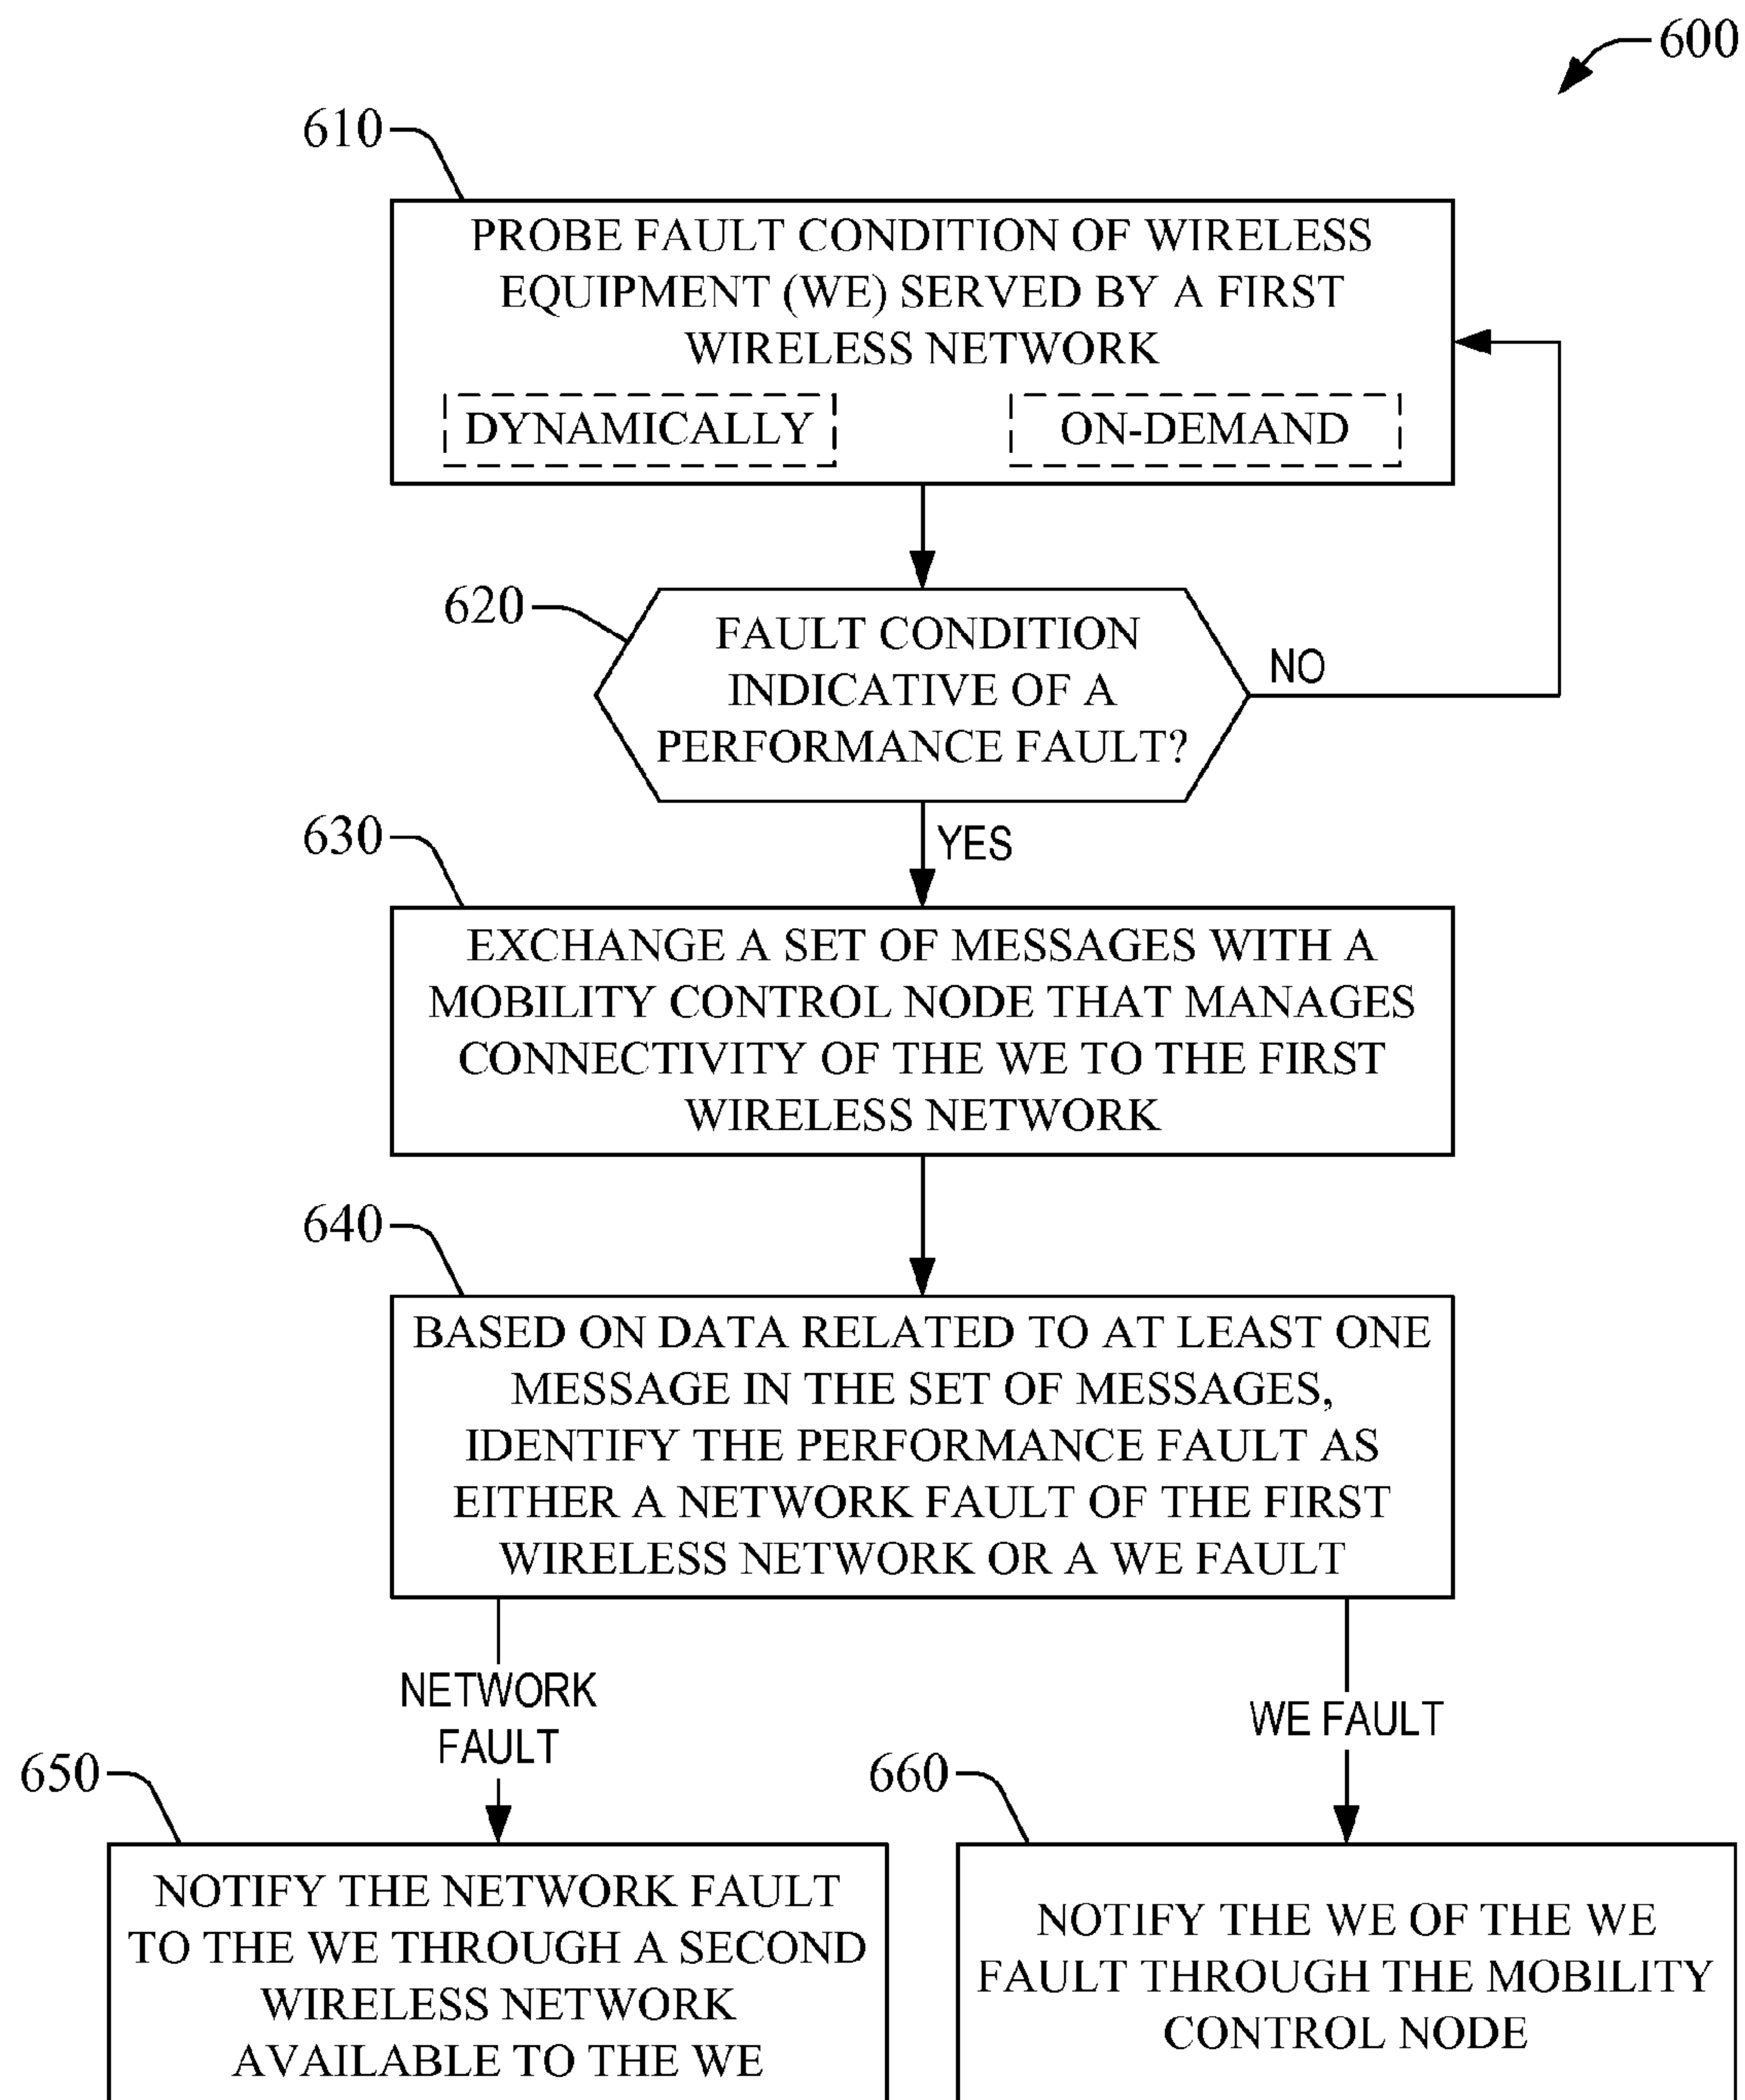 600
610
PROBE FAULT CONDITION OF WIRELESS
EQUIPMENT (WE) SERVED BY A FIRST
WIRELESS NETWORK
DYNAMICALLY
ON-DEMAND
620
FAULT CONDITION
INDICATIVE OF A
PERFORMANCE FAULT?
NO
YES
630
EXCHANGE A SET OF MESSAGES WITH A
MOBILITY CONTROL NODE THAT MANAGES
CONNECTIVITY OF THE WE TO THE FIRST
WIRELESS NETWORK
640
BASED ON DATA RELATED TO AT LEAST ONE
MESSAGE IN THE SET OF MESSAGES,
IDENTIFY THE PERFORMANCE FAULT AS
EITHER A NETWORK FAULT OF THE FIRST
WIRELESS NETWORK OR A WE FAULT
NETWORK
FAULT
WE FAULT
650
NOTIFY THE NETWORK FAULT
TO THE WE THROUGH A SECOND
WIRELESS NETWORK
AVAILABLE TO THE WE
660
NOTIFY THE WE OF THE WE
FAULT THROUGH THE MOBILITY
CONTROL NODE